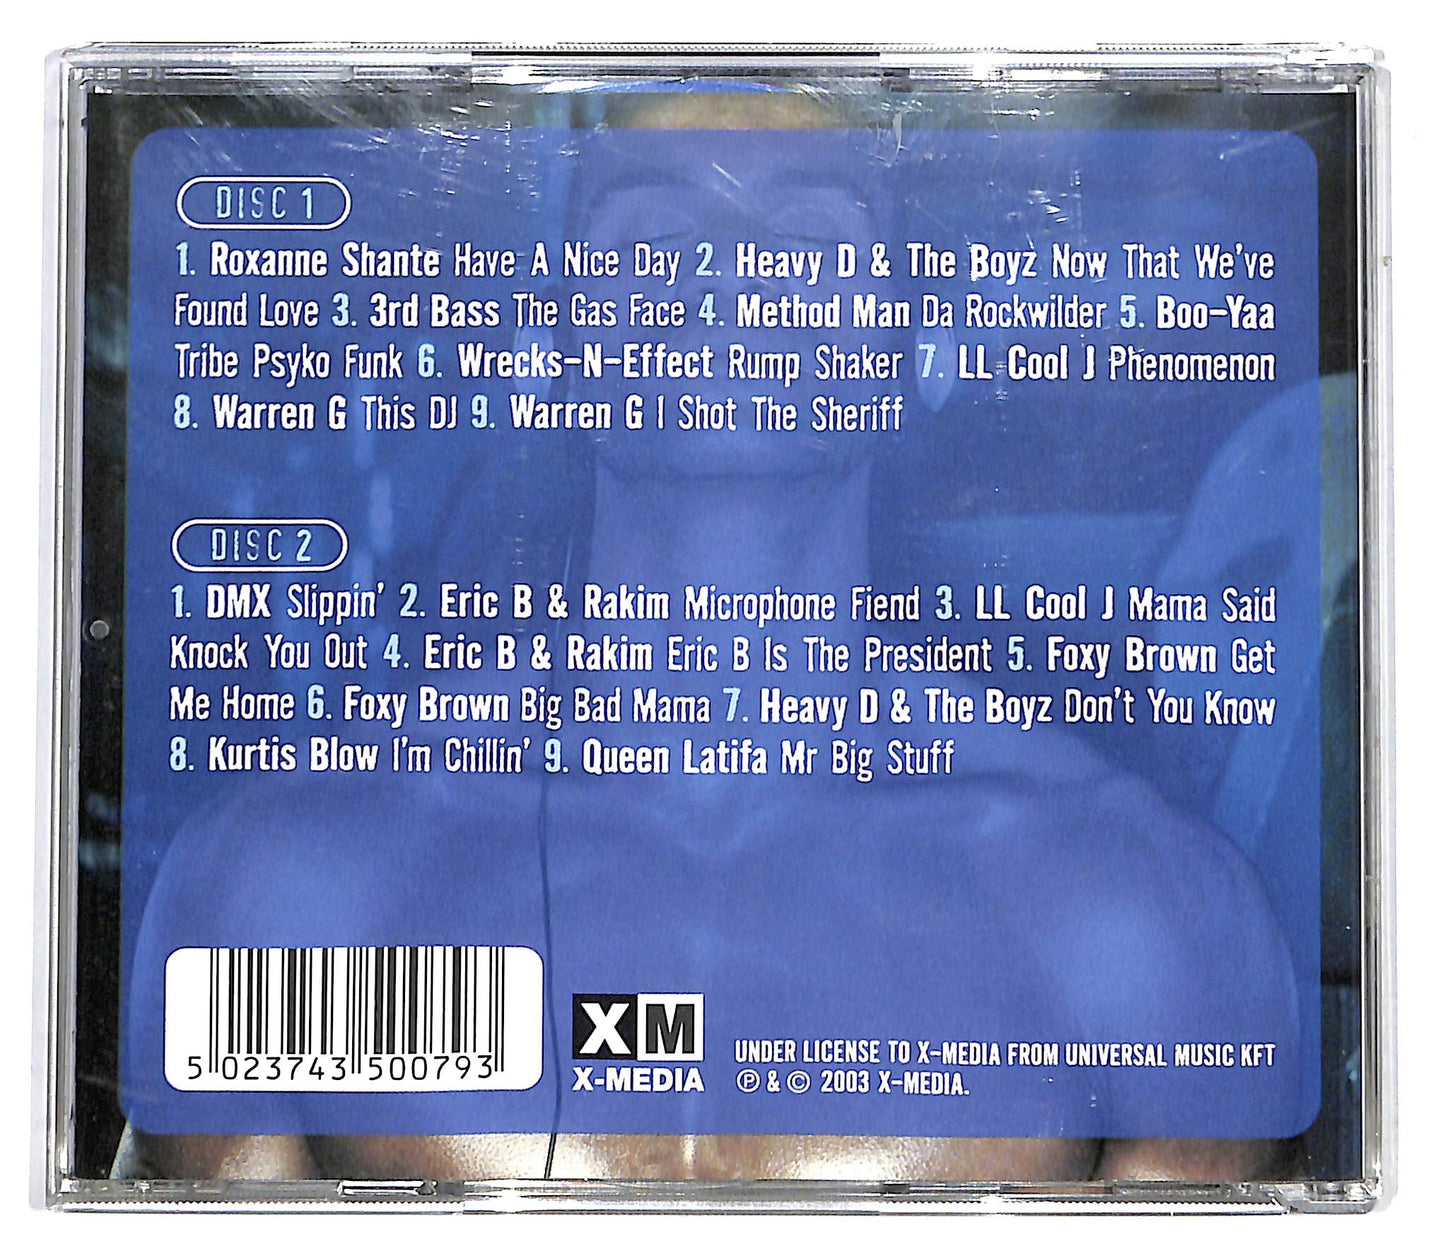 DISC 1
1. Roxanne Shante Have A Nice Day 2. Heavy D & The Boyz Now That We've
Found Love 3. 3rd Bass The Gas Face 4. Method Man Da Rockwilder 5. Boo-Yaa
Tribe Psyko Funk 6. Wrecks-N-Effect Rump Shaker 7. LL Cool J Phenomenon
8. Warren G This DJ 9. Warren G I Shot The Sheriff
DISC 2
1. DMX Slippin' 2. Eric B & Rakim Microphone Fiend 3. LL Cool J Mama Said
Knock You Out 4. Eric B & Rakim Eric B Is The President 5. Foxy Brown Get
Me Home 6. Foxy Brown Big Bad Mama 7. Heavy D & The Boyz Don't You Know
8. Kurtis Blow I'm Chillin' 9. Queen Latifa Mr Big Stuff
5 023743 500793
XM
X-MEDIA
UNDER LICENSE TO X-MEDIA FROM UNIVERSAL MUSIC KFT
℗ & © 2003 X-MEDIA.